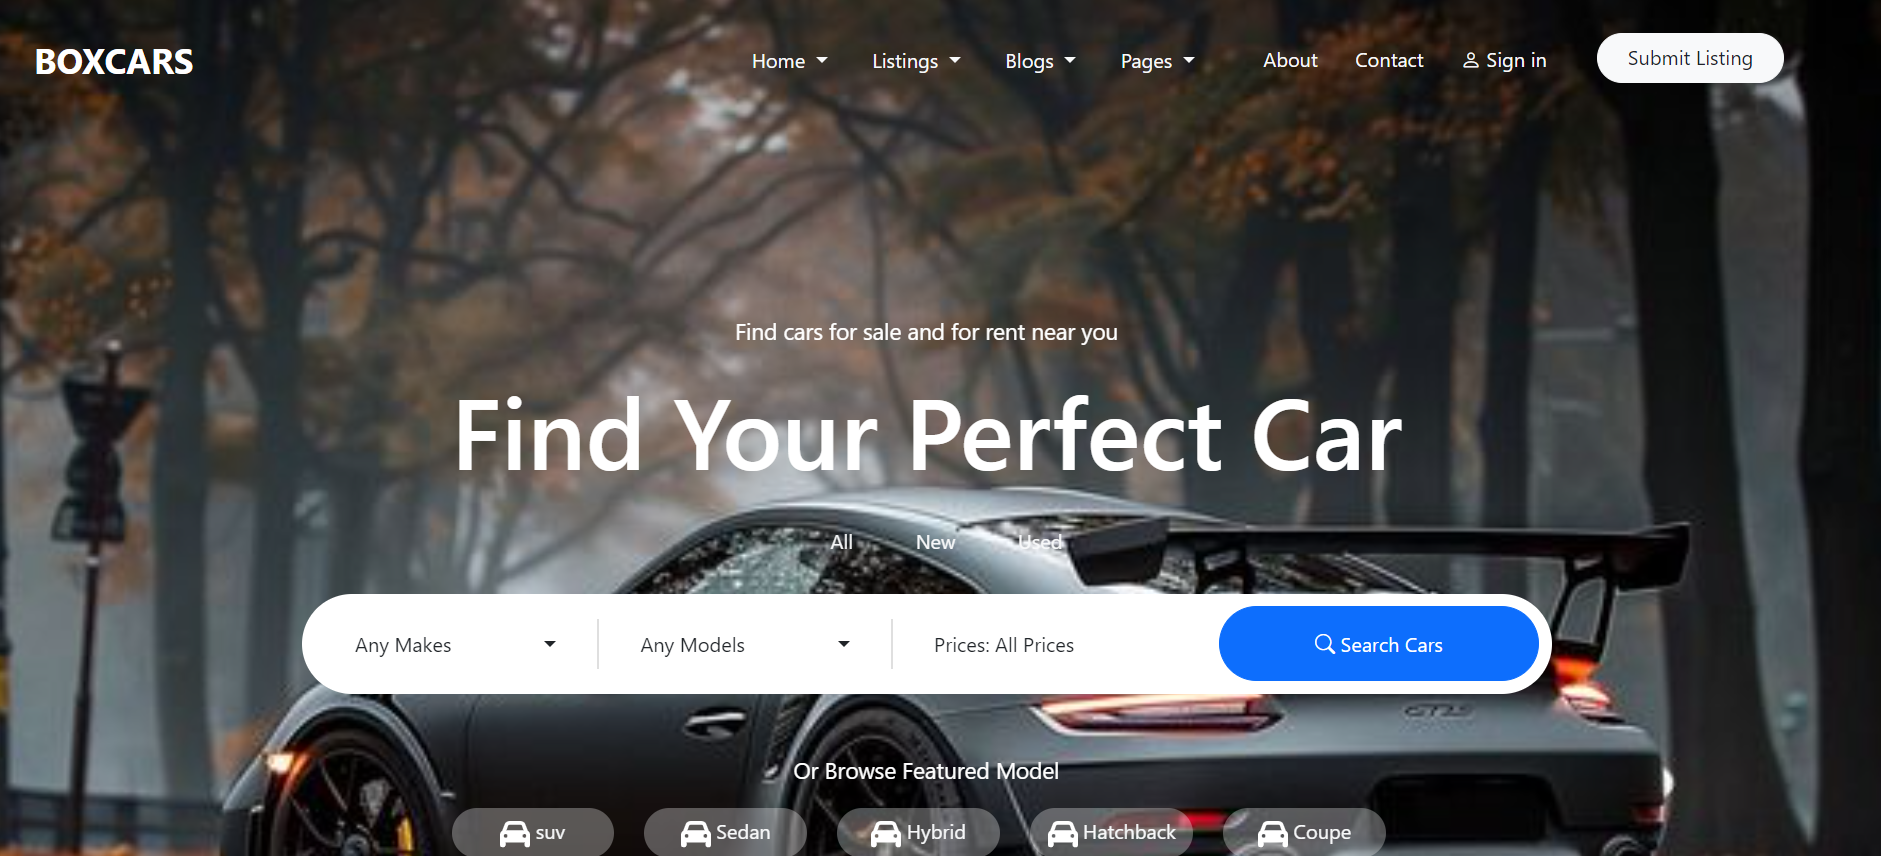 BOXCARS
Home Listings Blogs Pages About Contact Sign in Submit Listing
Find cars for sale and for rent near you
Find Your Perfect Car
All New Used
Any Makes Any Models Prices: All Prices Search Cars
Or Browse Featured Model
suv Sedan Hybrid Hatchback Coupe